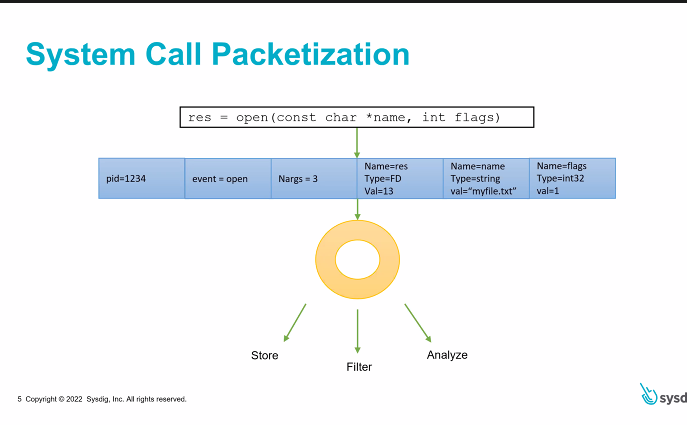 System Call Packetization
res = open(const char *name, int flags)
pid=1234
event = open
Nargs = 3
Name=res
Type=FD
Val=13
Name=name
Type=string
val=“myfile.txt”
Name=flags
Type=int32
val=1
Store
Filter
Analyze
5 Copyright © 2022 Sysdig, Inc. All rights reserved.
sysd